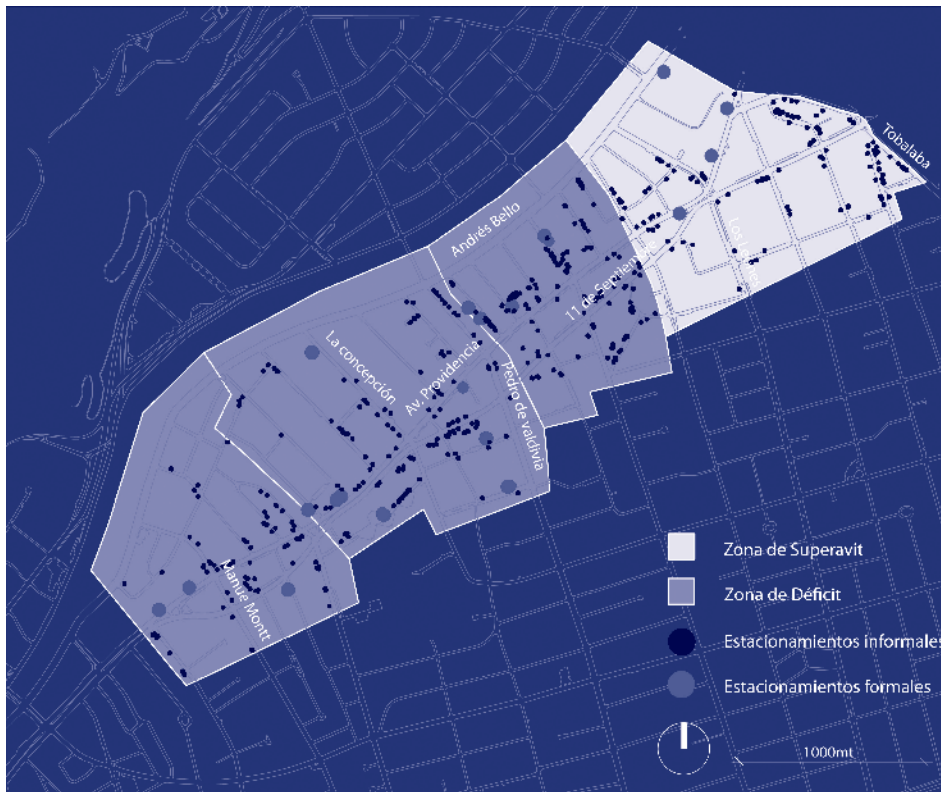 Tobalaba
Andrés Bello
Los Leones
11 de Septiembre
La concepción
Av. Providencia
Pedro de valdivia
Manue Montt
Zona de Superavit
Zona de Déficit
Estacionamientos informales
Estacionamientos formales
1000mt